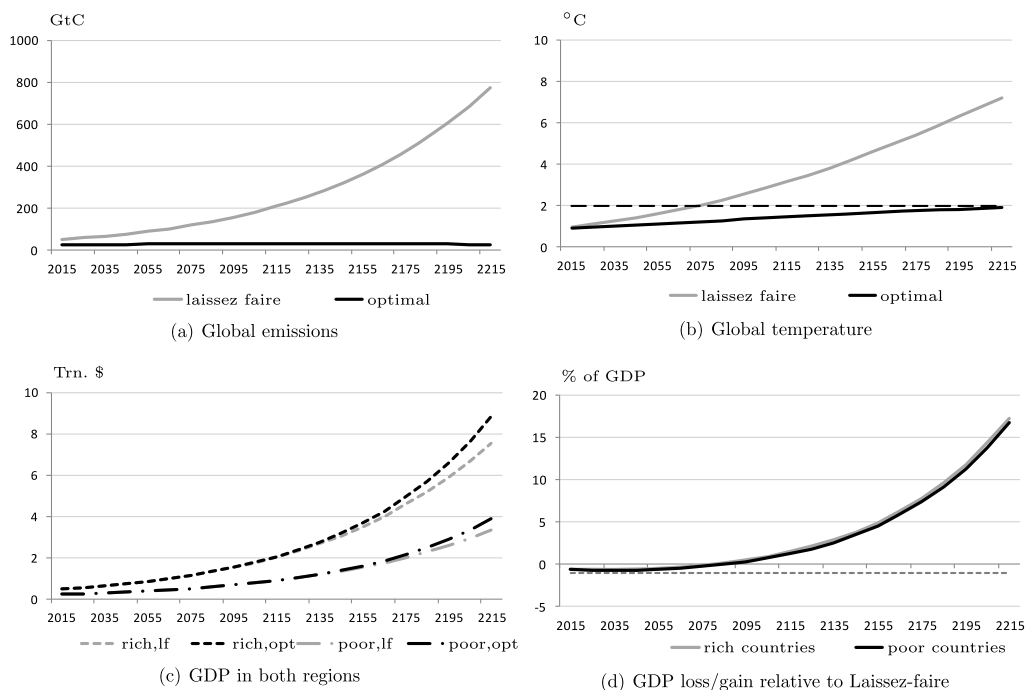 GtC
1000
800
600
400
200
0
2015 2035 2055 2075 2095 2115 2135 2155 2175 2195 2215
laissez faire optimal
(a) Global emissions
°C
10
8
6
4
2
0
2015 2035 2055 2075 2095 2115 2135 2155 2175 2195 2215
laissez faire optimal
(b) Global temperature
Trn. $
10
8
6
4
2
0
2015 2035 2055 2075 2095 2115 2135 2155 2175 2195 2215
rich,lf rich,opt poor,lf poor,opt
(c) GDP in both regions
% of GDP
20
15
10
5
0
-5
2015 2035 2055 2075 2095 2115 2135 2155 2175 2195 2215
rich countries poor countries
(d) GDP loss/gain relative to Laissez-faire